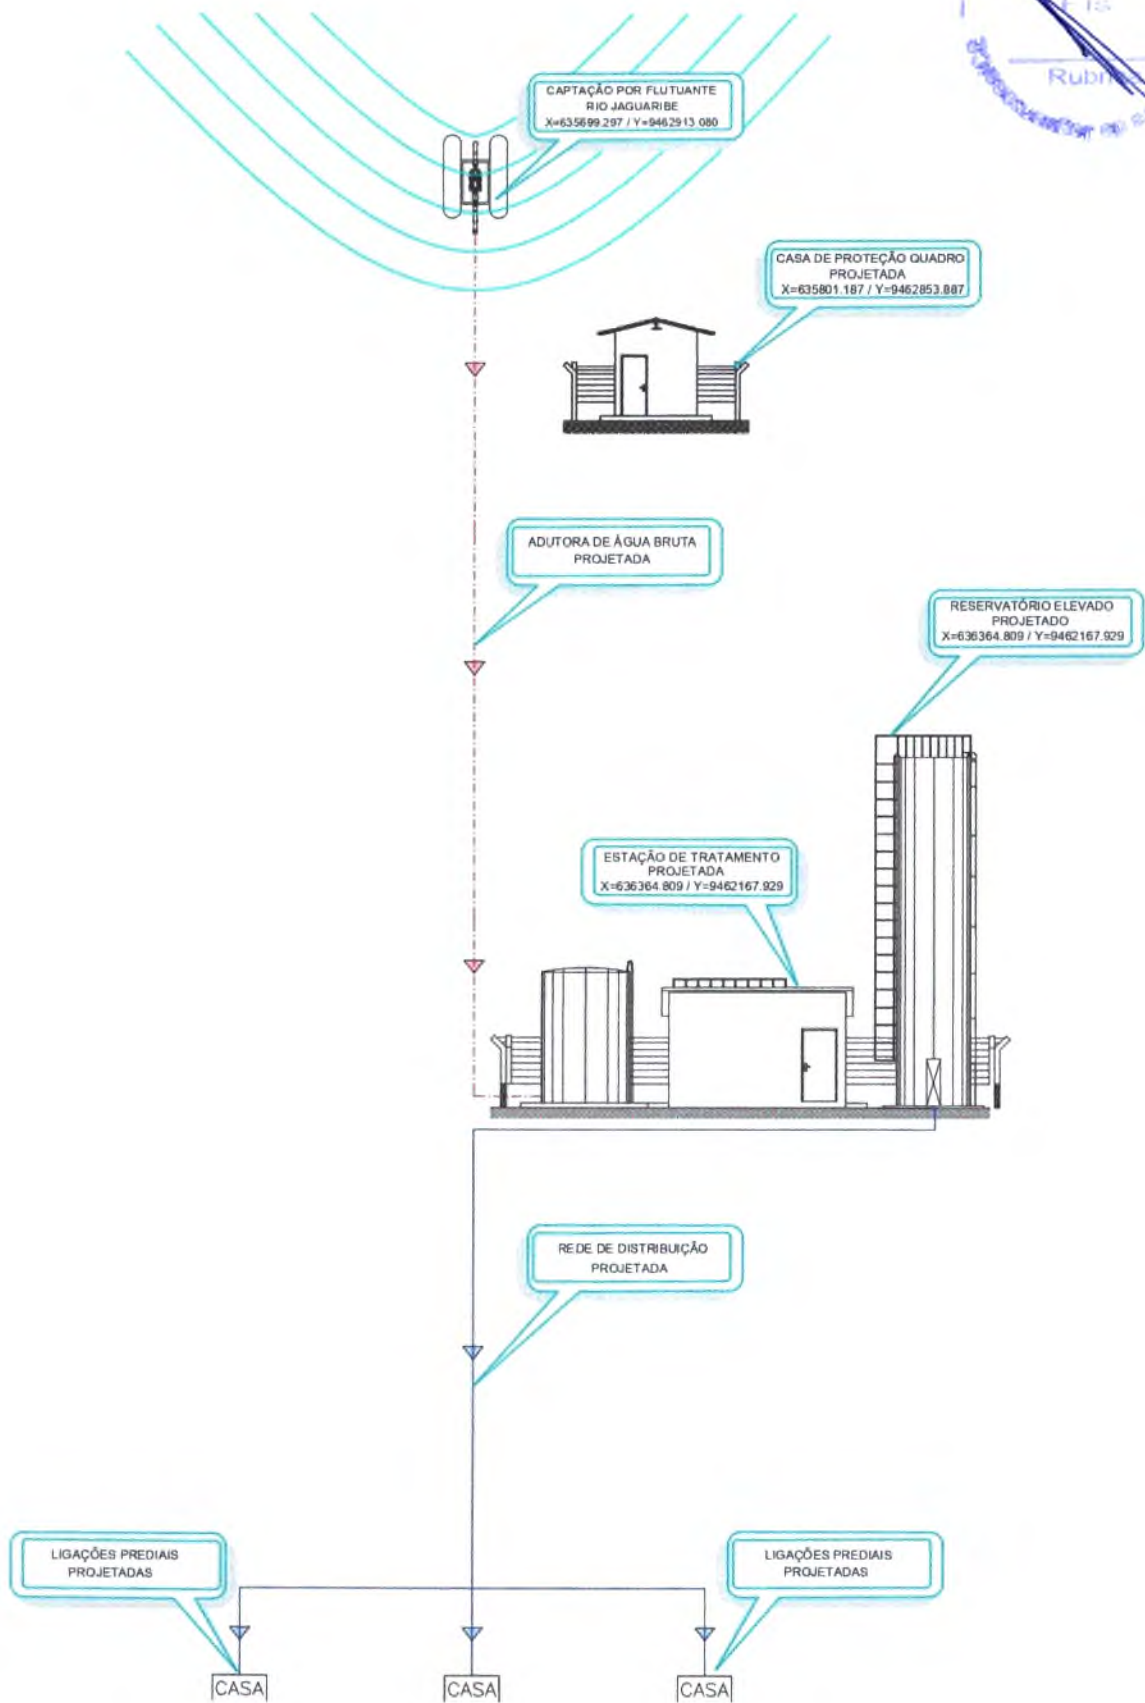 Fls
CAPTAÇÃO POR FLUTUANTE
RIO JAGUARIBE
X=635699.297 / Y=9462913.080
CASA DE PROTEÇÃO QUADRO
PROJETADA
X=635801.187 / Y=9462853.887
ADUTORA DE ÁGUA BRUTA
PROJETADA
RESERVATÓRIO ELEVADO
PROJETADO
X=636364.809 / Y=9462167.929
ESTAÇÃO DE TRATAMENTO
PROJETADA
X=636364.809 / Y=9462167.929
REDE DE DISTRIBUIÇÃO
PROJETADA
LIGAÇÕES PREDIAIS
PROJETADAS
LIGAÇÕES PREDIAIS
PROJETADAS
CASA
CASA
CASA